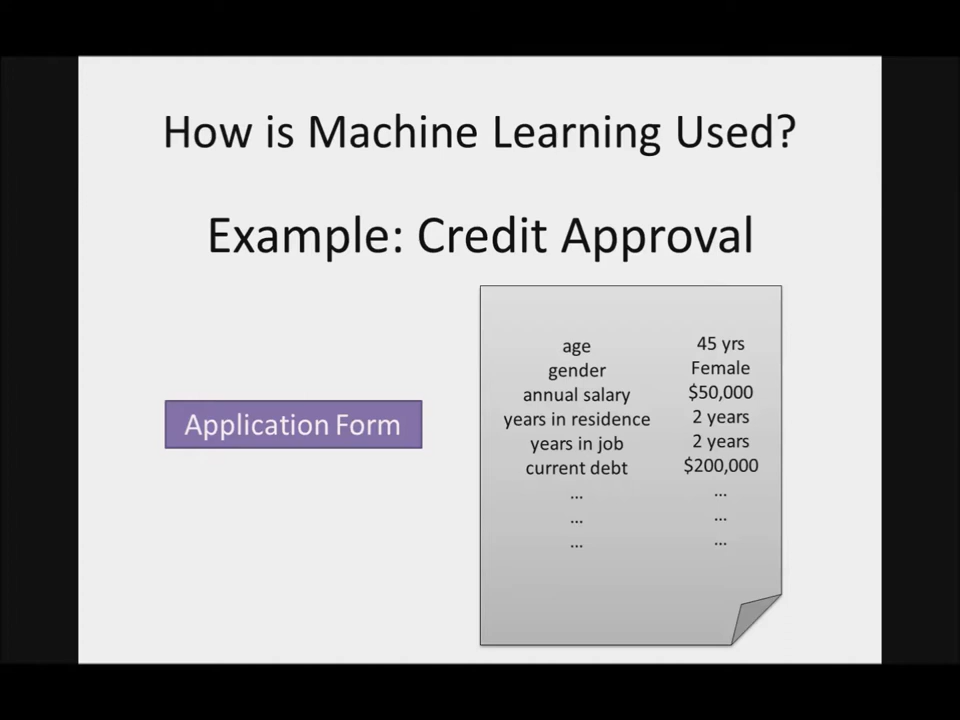 How is Machine Learning Used?
Example: Credit Approval
Application Form
age 45 yrs
gender Female
annual salary $50,000
years in residence 2 years
years in job 2 years
current debt $200,000
... ...
... ...
... ...